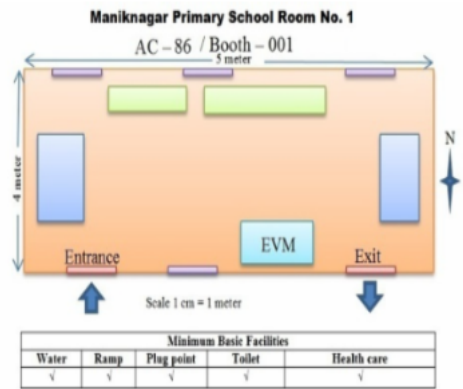 Maniknagar Primary School Room No. 1
AC – 86 / Booth – 001
5 meter
4 meter
N
EVM
Entrance
Exit
Scale 1 cm = 1 meter
Minimum Basic Facilities
Water Ramp Plug point Toilet Health care
√ √ √ √ √